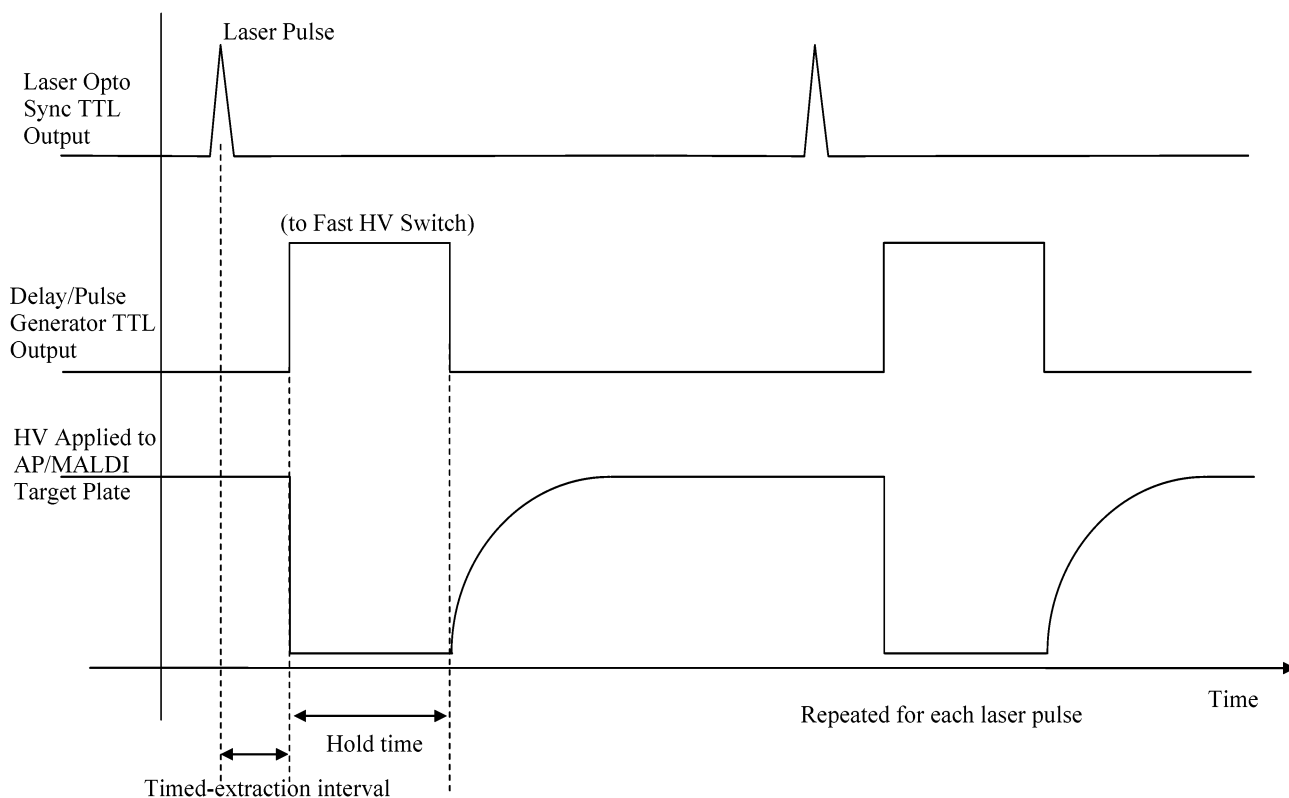 Laser Pulse
Laser Opto
Sync TTL
Output
(to Fast HV Switch)
Delay/Pulse
Generator TTL
Output
HV Applied to
AP/MALDI
Target Plate
Time
Repeated for each laser pulse
Hold time
Timed-extraction interval